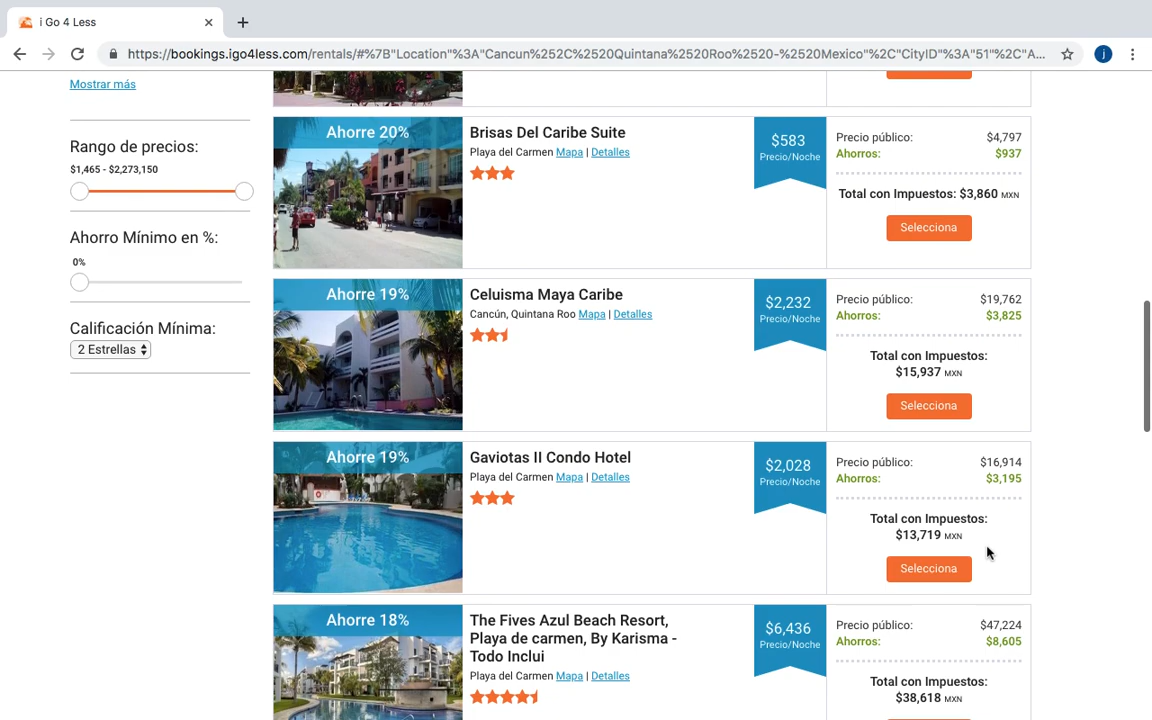 i Go 4 Less
https://bookings.igo4less.com/rentals/#%7B"Location"%3A"Cancun%252C%2520Quintana%2520Roo%2520-%2520Mexico"%2C"CityID"%3A"51"%2C"A...
j
Mostrar más
Rango de precios:
$1,465 - $2,273,150
Ahorro Mínimo en %:
0%
Calificación Mínima:
2 Estrellas
Ahorre 20%
Brisas Del Caribe Suite
Playa del Carmen Mapa | Detalles
$583
Precio/Noche
Precio público: $4,797
Ahorros: $937
Total con Impuestos: $3,860 MXN
Selecciona
Ahorre 19%
Celuisma Maya Caribe
Cancún, Quintana Roo Mapa | Detalles
$2,232
Precio/Noche
Precio público: $19,762
Ahorros: $3,825
Total con Impuestos:
$15,937 MXN
Selecciona
Ahorre 19%
Gaviotas II Condo Hotel
Playa del Carmen Mapa | Detalles
$2,028
Precio/Noche
Precio público: $16,914
Ahorros: $3,195
Total con Impuestos:
$13,719 MXN
Selecciona
Ahorre 18%
The Fives Azul Beach Resort,
Playa de carmen, By Karisma -
Todo Inclui
Playa del Carmen Mapa | Detalles
$6,436
Precio/Noche
Precio público: $47,224
Ahorros: $8,605
Total con Impuestos:
$38,618 MXN